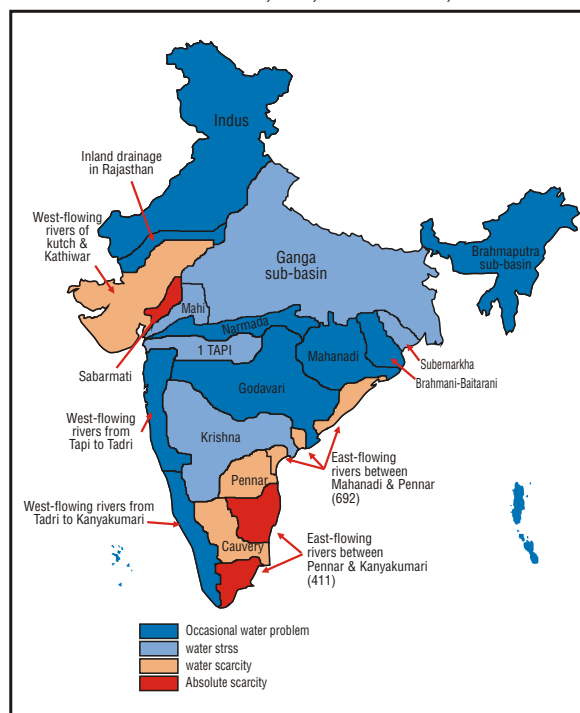 Indus
Inland drainage
in Rajasthan
West-flowing
rivers of
kutch &
Kathiwar
Ganga
sub-basin
Brahmaputra
sub-basin
Mahi
Narmada
1 TAPI
Mahanadi
Subernarkha
Sabarmati
Brahmani-Baitarani
Godavari
West-flowing
rivers from
Tapi to Tadri
Krishna
East-flowing
rivers between
Mahanadi & Pennar
(692)
Pennar
West-flowing rivers from
Tadri to Kanyakumari
Cauvery
East-flowing
rivers between
Pennar & Kanyakumari
(411)
Occasional water problem
water strss
water scarcity
Absolute scarcity